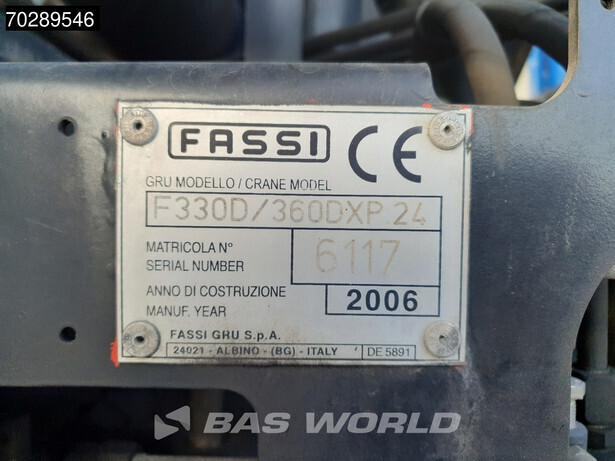 70289546
FASSI CE
GRU MODELLO / CRANE MODEL
F330D/360DXP.24
MATRICOLA N°
SERIAL NUMBER
6117
ANNO DI COSTRUZIONE
MANUF. YEAR
2006
FASSI GRU S.p.A.
24021 - ALBINO - (BG) - ITALY
DE 5891
BAS WORLD